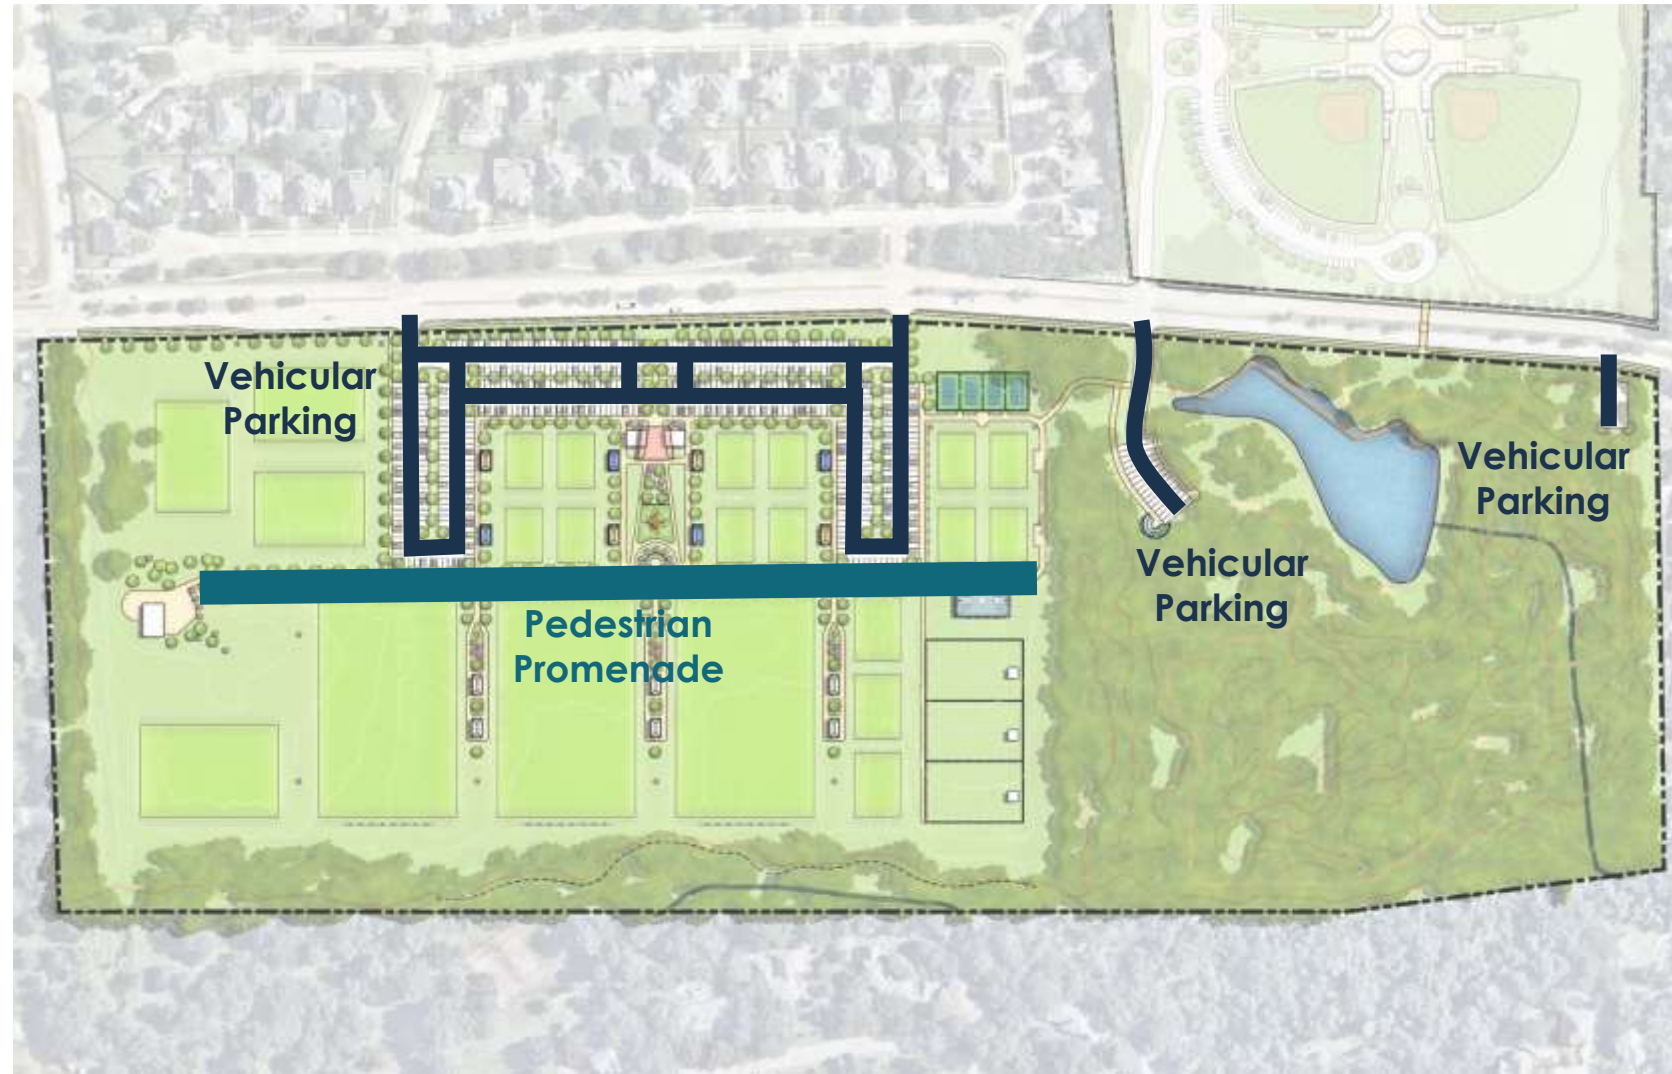 Vehicular
Parking
Vehicular
Parking
Vehicular
Parking
Pedestrian
Promenade